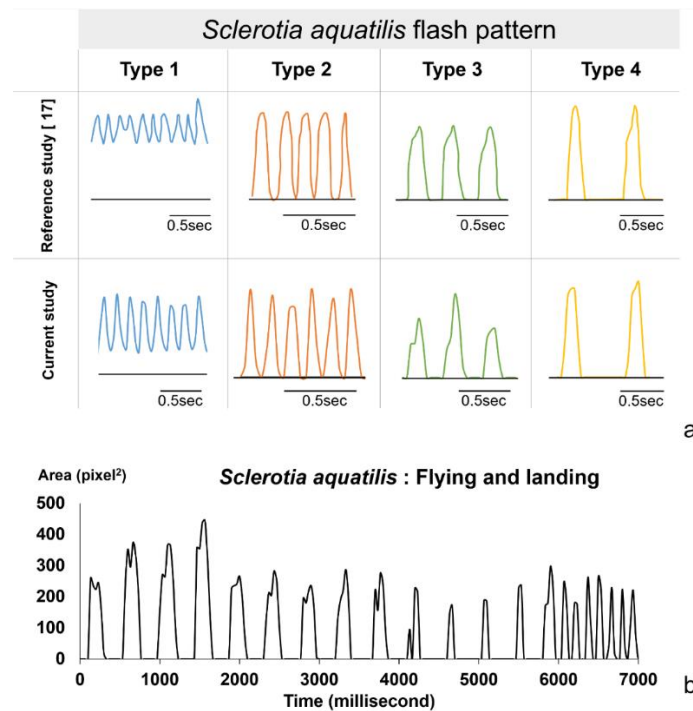 Sclerotia aquatilis flash pattern
Type 1 Type 2 Type 3 Type 4
Reference study [ 17]
0.5sec 0.5sec 0.5sec 0.5sec
Current study
0.5sec 0.5sec 0.5sec 0.5sec
a
Area (pixel²) Sclerotia aquatilis : Flying and landing
500
400
300
200
100
0
0 1000 2000 3000 4000 5000 6000 7000
Time (millisecond)
b